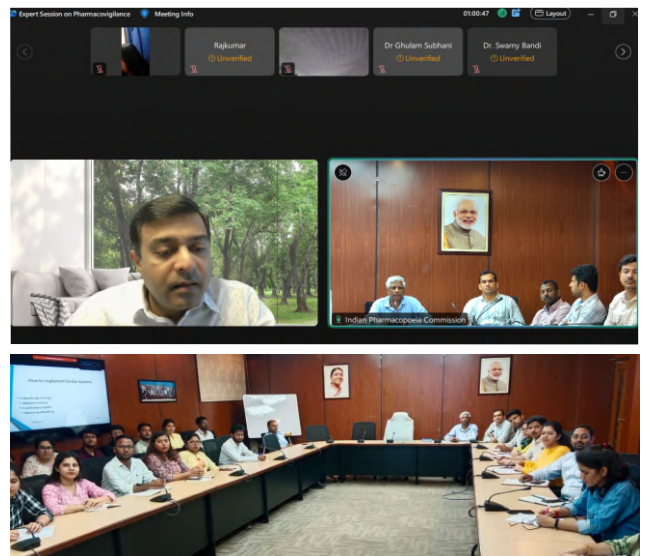 Expert Session on Pharmacovigilance
Meeting Info
01:00:47
Layout
Rajkumar
Unverified
Dr Ghulam Subhani
Unverified
Dr. Swamy Bandi
Unverified
Indian Pharmacopoeia Commission